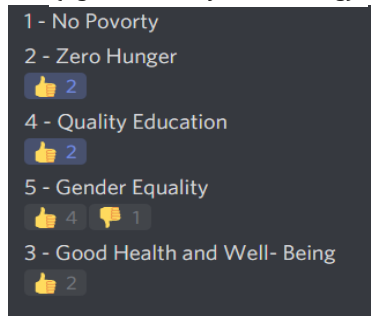 1 - No Povorty
2 - Zero Hunger
👍 2
4 - Quality Education
👍 2
5 - Gender Equality
👍 4 👎 1
3 - Good Health and Well- Being
👍 2